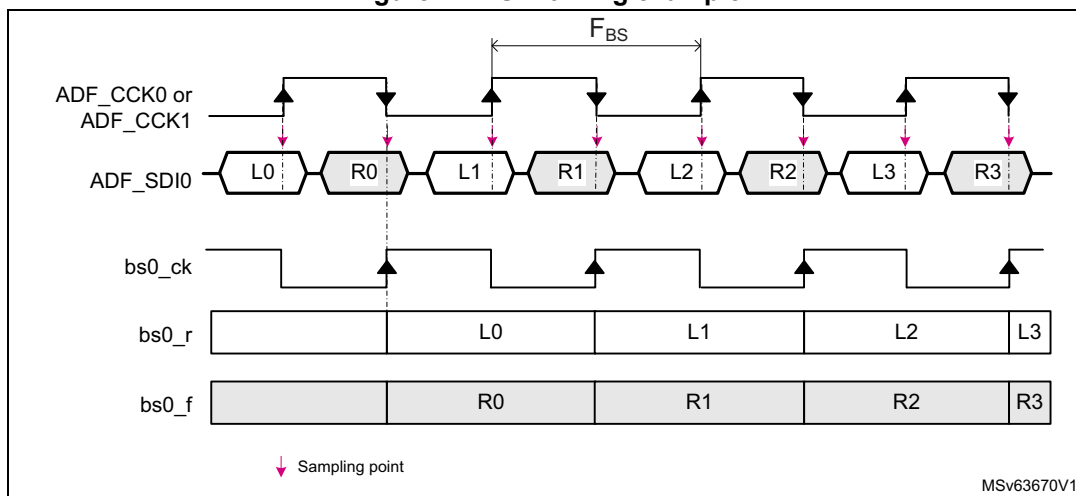 F_BS
ADF_CCK0 or
ADF_CCK1
ADF_SDI0 L0 R0 L1 R1 L2 R2 L3 R3
bs0_ck
bs0_r L0 L1 L2 L3
bs0_f R0 R1 R2 R3
Sampling point
MSv63670V1